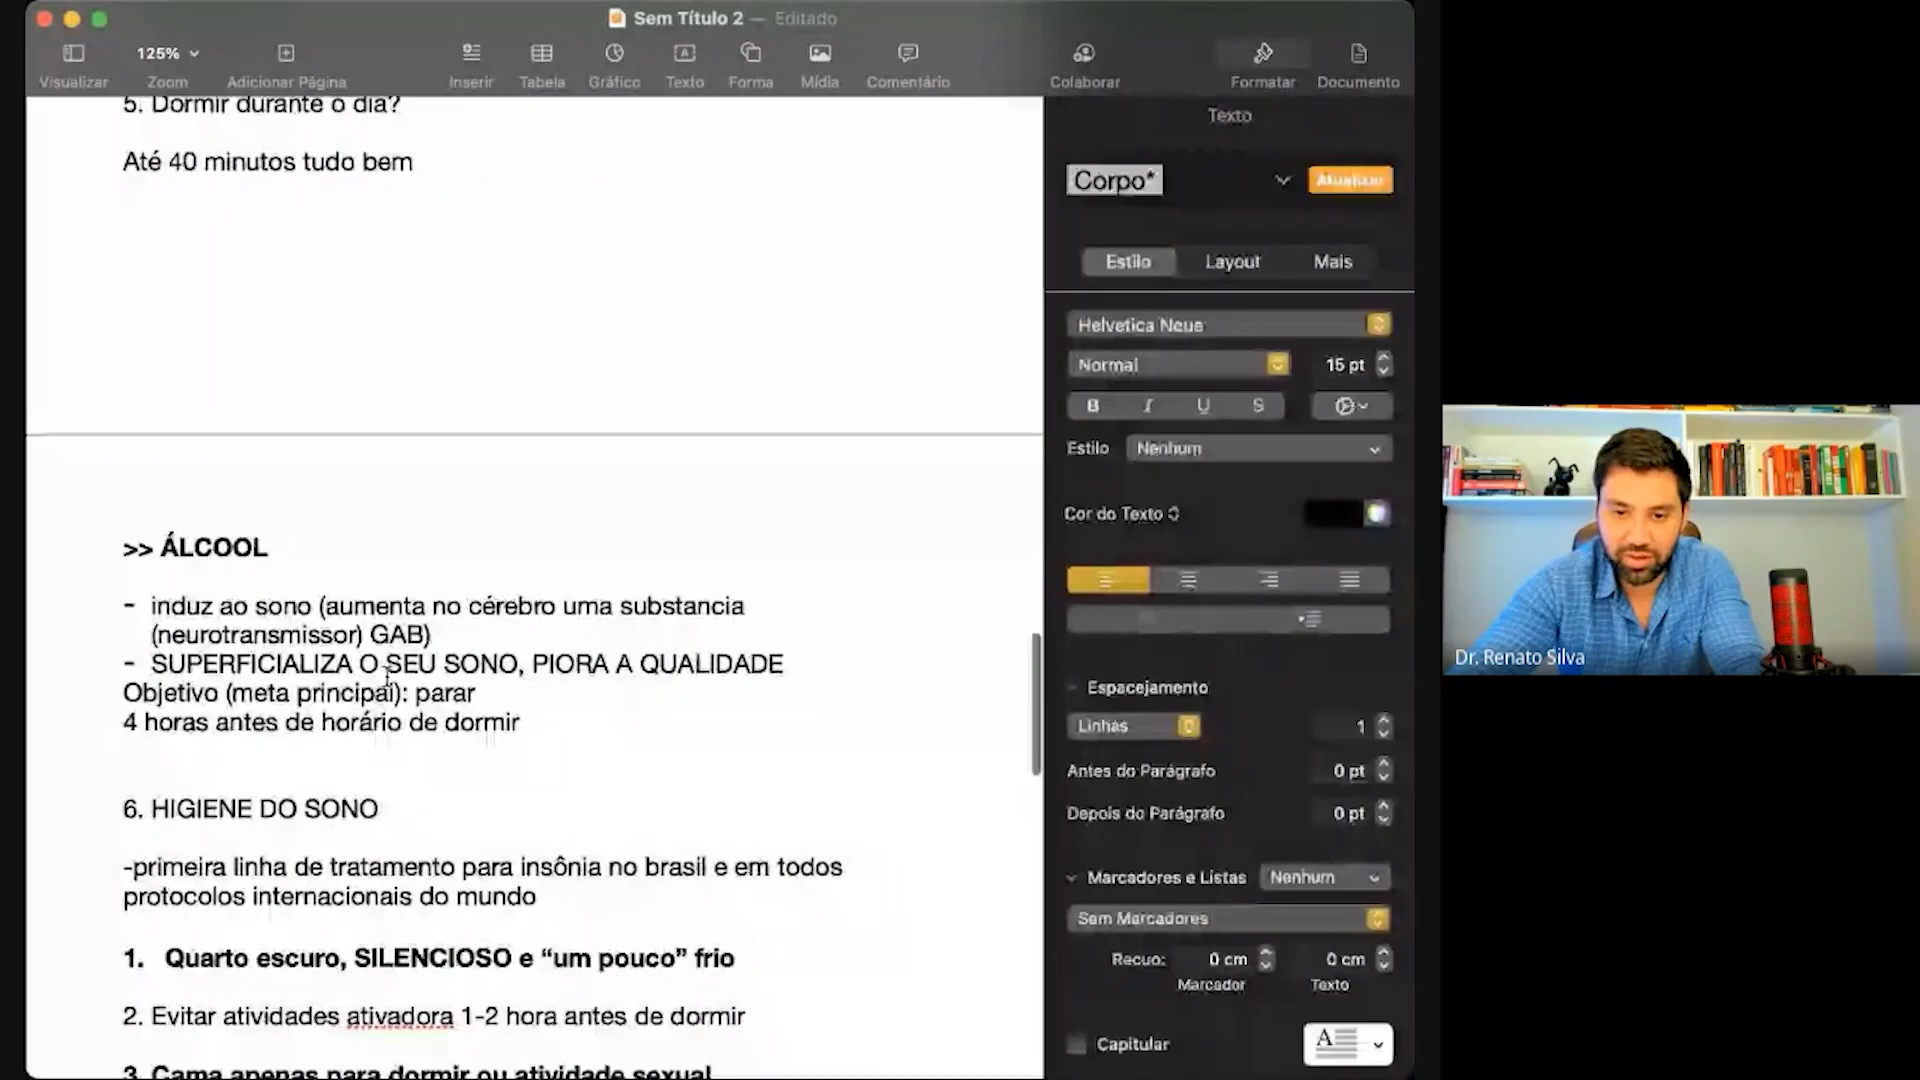 Sem Título 2 — Editado
125%
Visualizar
Zoom
Adicionar Página
Inserir
Tabela
Gráfico
Texto
Forma
Mídia
Comentário
Colaborar
Formatar
Documento
5. Dormir durante o dia?
Até 40 minutos tudo bem
>> ÁLCOOL
- induz ao sono (aumenta no cérebro uma substancia
(neurotransmissor) GAB)
- SUPERFICIALIZA O SEU SONO, PIORA A QUALIDADE
Objetivo (meta principal): parar
4 horas antes de horário de dormir
6. HIGIENE DO SONO
-primeira linha de tratamento para insônia no brasil e em todos
protocolos internacionais do mundo
1. Quarto escuro, SILENCIOSO e “um pouco” frio
2. Evitar atividades ativadora 1-2 hora antes de dormir
3. Cama apenas para dormir ou atividade sexual
Texto
Corpo*
Atualizar
Estilo
Layout
Mais
Helvetica Neue
Normal
15 pt
B I U S
Estilo
Nenhum
Cor do Texto
Espacejamento
Linhas
1
Antes do Parágrafo
0 pt
Depois do Parágrafo
0 pt
Marcadores e Listas
Nenhum
Sem Marcadores
Recuo:
0 cm
0 cm
Marcador
Texto
Capitular
A
Dr. Renato Silva